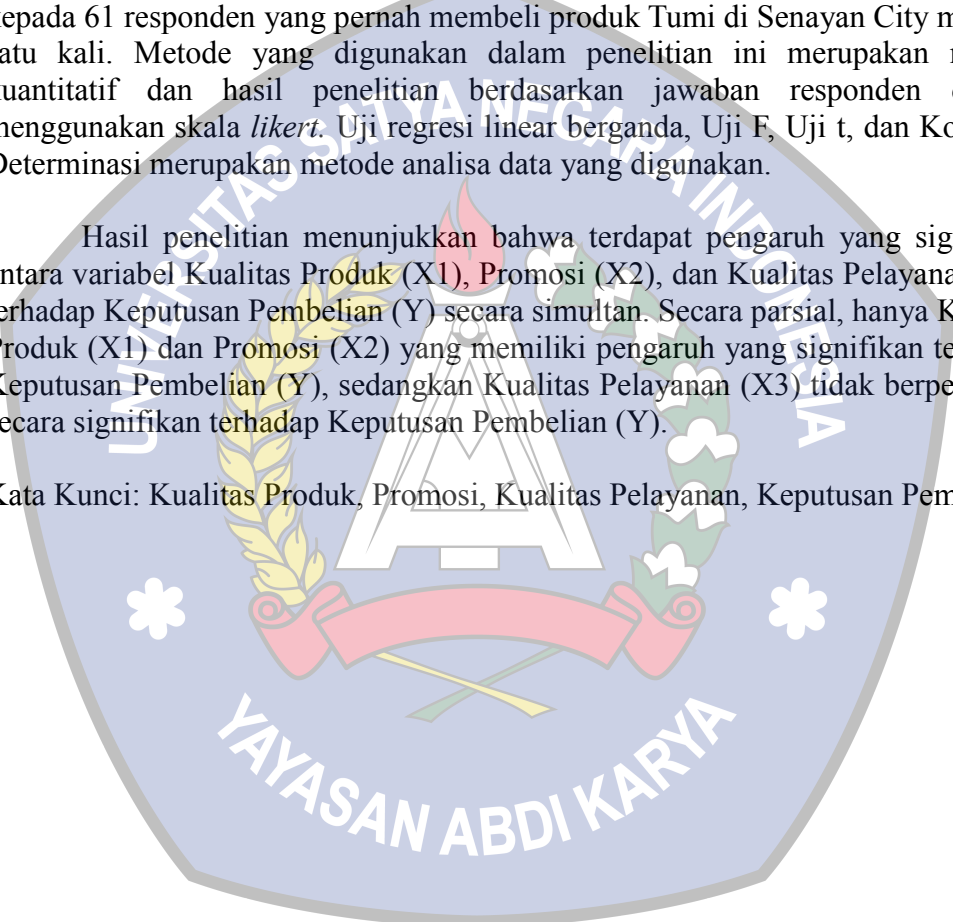 kepada 61 responden yang pernah membeli produk Tumi di Senayan City m
atu kali. Metode yang digunakan dalam penelitian ini merupakan
kuantitatif dan hasil penelitian berdasarkan jawaban responden
menggunakan skala likert. Uji regresi linear berganda, Uji F, Uji t, dan Ko
Determinasi merupakan metode analisa data yang digunakan.
Hasil penelitian menunjukkan bahwa terdapat pengaruh yang sig
antara variabel Kualitas Produk (X1), Promosi (X2), dan Kualitas Pelayana
terhadap Keputusan Pembelian (Y) secara simultan. Secara parsial, hanya K
Produk (X1) dan Promosi (X2) yang memiliki pengaruh yang signifikan te
Keputusan Pembelian (Y), sedangkan Kualitas Pelayanan (X3) tidak berpe
secara signifikan terhadap Keputusan Pembelian (Y).
Kata Kunci: Kualitas Produk, Promosi, Kualitas Pelayanan, Keputusan Pem
UNIVERSITAS SATYA NEGARA INDONESIA
YAYASAN ABDI KARYA